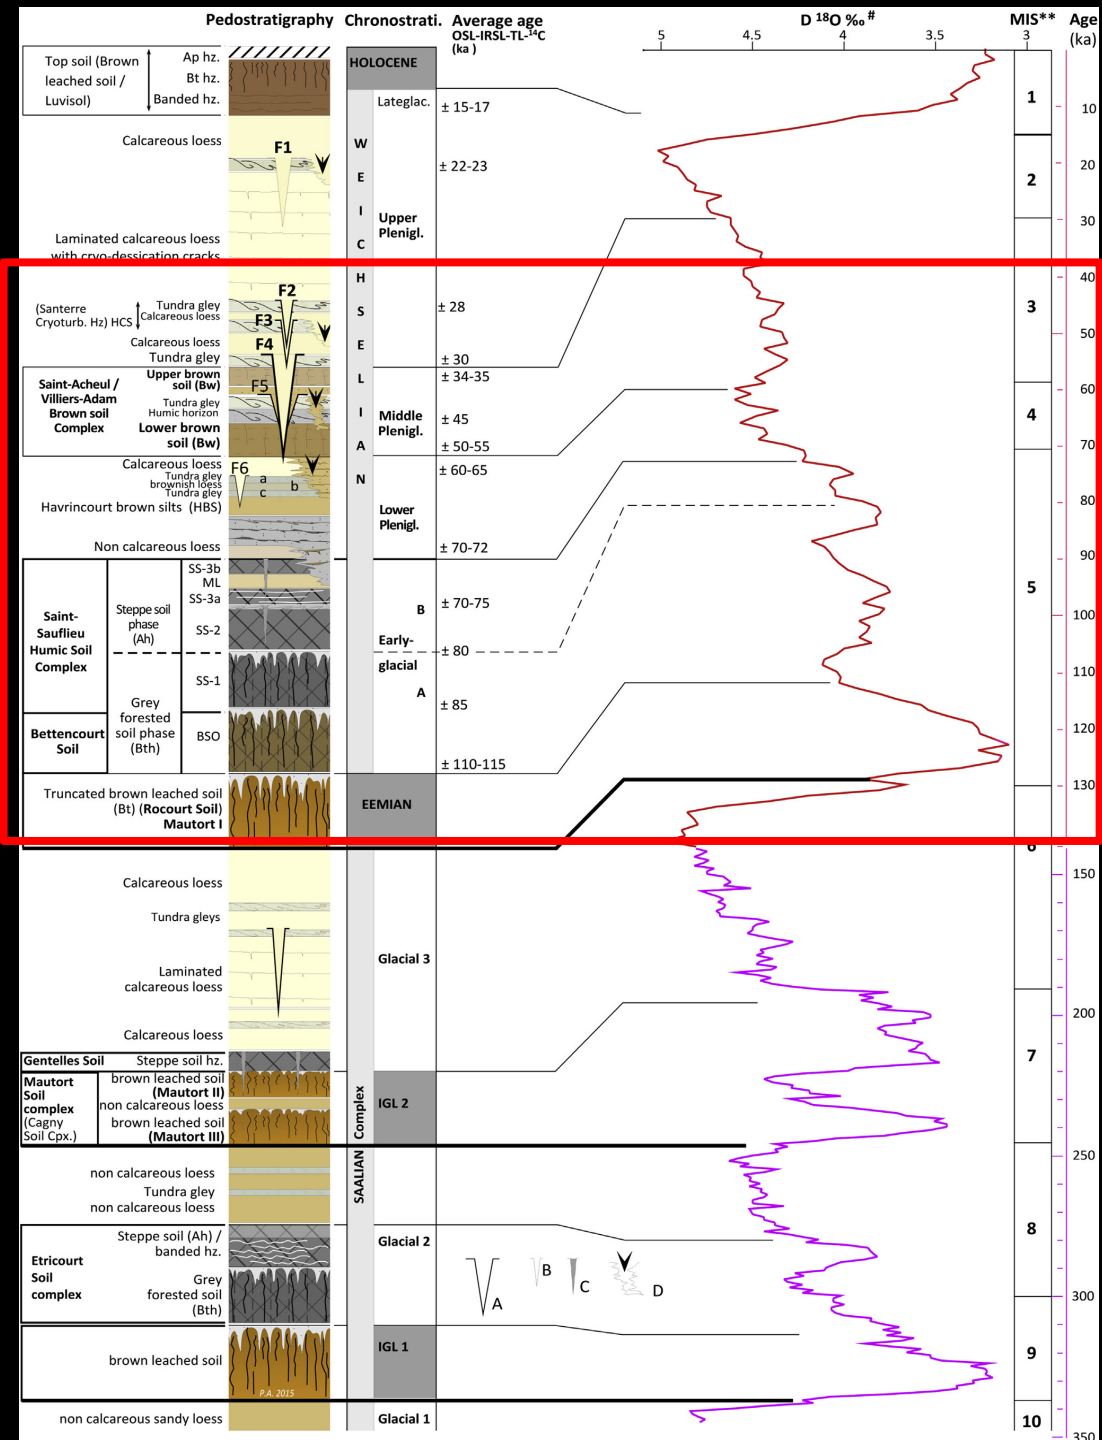 Pedostratigraphy Chronostrati. Average age D ¹⁸O ‰ # MIS** Age
OSL-IRSL-TL-¹⁴C
(ka )
(ka)
5 4.5 4 3.5 3
Top soil (Brown
leached soil /
Luvisol)
Ap hz.
Bt hz.
Banded hz.
HOLOCENE
Calcareous loess
F1
Lateglac.
± 15-17
± 22-23
Upper
Plenigl.
Laminated calcareous loess
with cryo-dessication cracks
WEICHSELIAN
F2
(Santerre
Cryoturb. Hz) HCS
Tundra gley
Calcareous loess
F3
± 28
Calcareous loess
F4
Tundra gley
± 30
Saint-Acheul /
Villiers-Adam
Brown soil
Complex
Upper brown
soil (Bw)
F5
Tundra gley
Humic horizon
Lower brown
soil (Bw)
Middle
Plenigl.
± 34-35
± 45
± 50-55
Calcareous loess
F6
Tundra gley
brownish loess
Tundra gley
a
b
c
Havrincourt brown silts (HBS)
Non calcareous loess
Lower
Plenigl.
± 60-65
± 70-72
Saint-
Sauflieu
Humic Soil
Complex
Steppe soil
phase
(Ah)
SS-3b
ML
SS-3a
SS-2
SS-1
Grey
forested
soil phase
(Bth)
Bettencourt
Soil
BSO
B
Early-
glacial
A
± 70-75
± 80
± 85
± 110-115
Truncated brown leached soil
(Bt) (Rocourt Soil)
Mautort I
EEMIAN
Calcareous loess
Tundra gleys
Laminated
calcareous loess
Calcareous loess
Glacial 3
SAALIAN Complex
Gentelles Soil
Steppe soil hz.
Mautort
Soil
complex
(Cagny
Soil Cpx.)
brown leached soil
(Mautort II)
non calcareous loess
brown leached soil
(Mautort III)
IGL 2
non calcareous loess
Tundra gley
non calcareous loess
Etricourt
Soil
complex
Steppe soil (Ah) /
banded hz.
Grey
forested soil
(Bth)
Glacial 2
A
B
C
D
brown leached soil
P.A. 2015
IGL 1
non calcareous sandy loess
Glacial 1
1
2
3
4
5
6
7
8
9
10
10
20
30
40
50
60
70
80
90
100
110
120
130
150
200
250
300
350